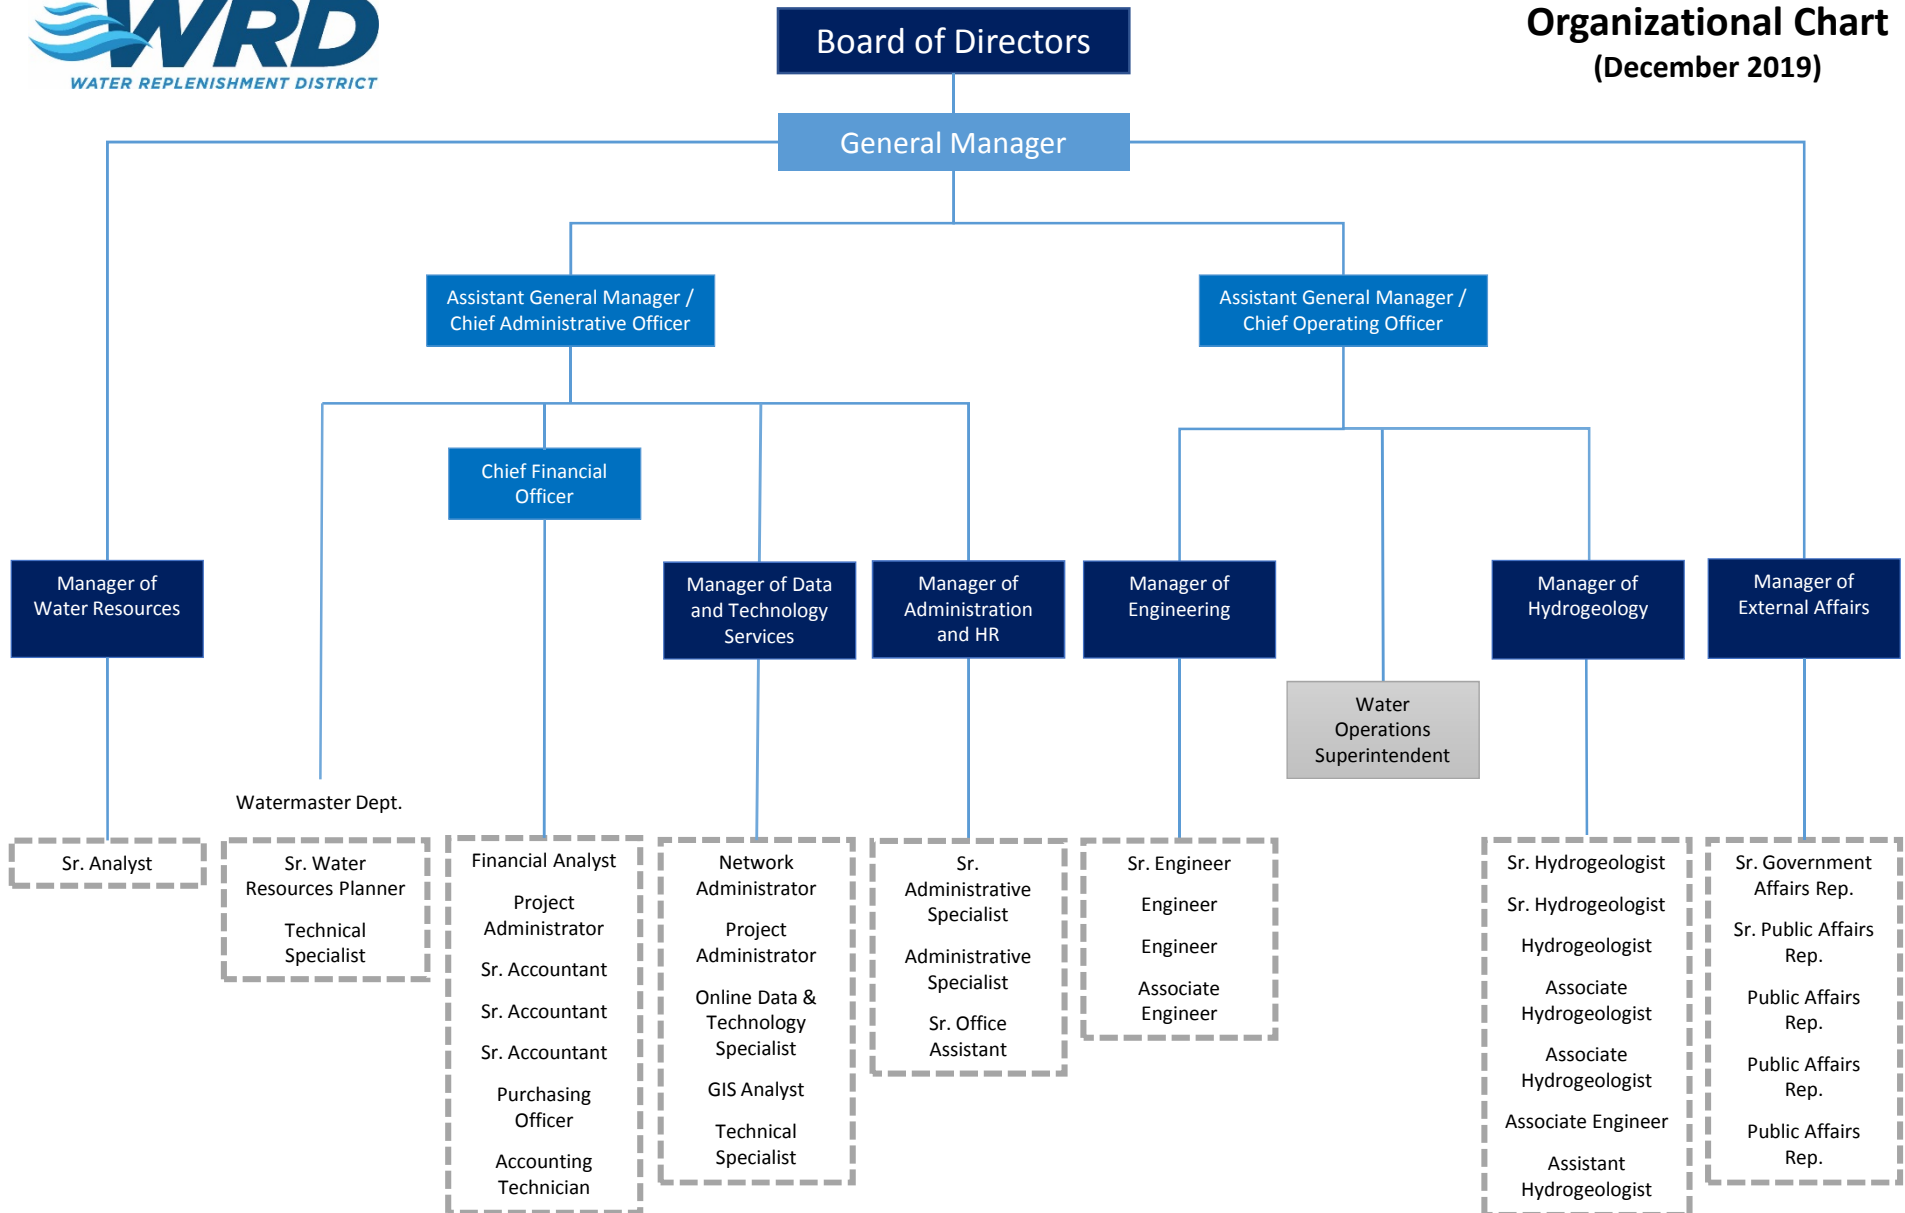 WRD
WATER REPLENISHMENT DISTRICT
Organizational Chart
(December 2019)
Board of Directors
General Manager
Assistant General Manager /
Chief Administrative Officer
Assistant General Manager /
Chief Operating Officer
Chief Financial
Officer
Manager of
Water Resources
Manager of Data
and Technology
Services
Manager of
Administration
and HR
Manager of
Engineering
Water
Operations
Superintendent
Manager of
Hydrogeology
Manager of
External Affairs
Watermaster Dept.
Sr. Analyst
Sr. Water
Resources Planner
Technical
Specialist
Financial Analyst
Project
Administrator
Sr. Accountant
Sr. Accountant
Sr. Accountant
Purchasing
Officer
Accounting
Technician
Network
Administrator
Project
Administrator
Online Data &
Technology
Specialist
GIS Analyst
Technical
Specialist
Sr.
Administrative
Specialist
Administrative
Specialist
Sr. Office
Assistant
Sr. Engineer
Engineer
Engineer
Associate
Engineer
Sr. Hydrogeologist
Sr. Hydrogeologist
Hydrogeologist
Associate
Hydrogeologist
Associate
Hydrogeologist
Associate Engineer
Assistant
Hydrogeologist
Sr. Government
Affairs Rep.
Sr. Public Affairs
Rep.
Public Affairs
Rep.
Public Affairs
Rep.
Public Affairs
Rep.